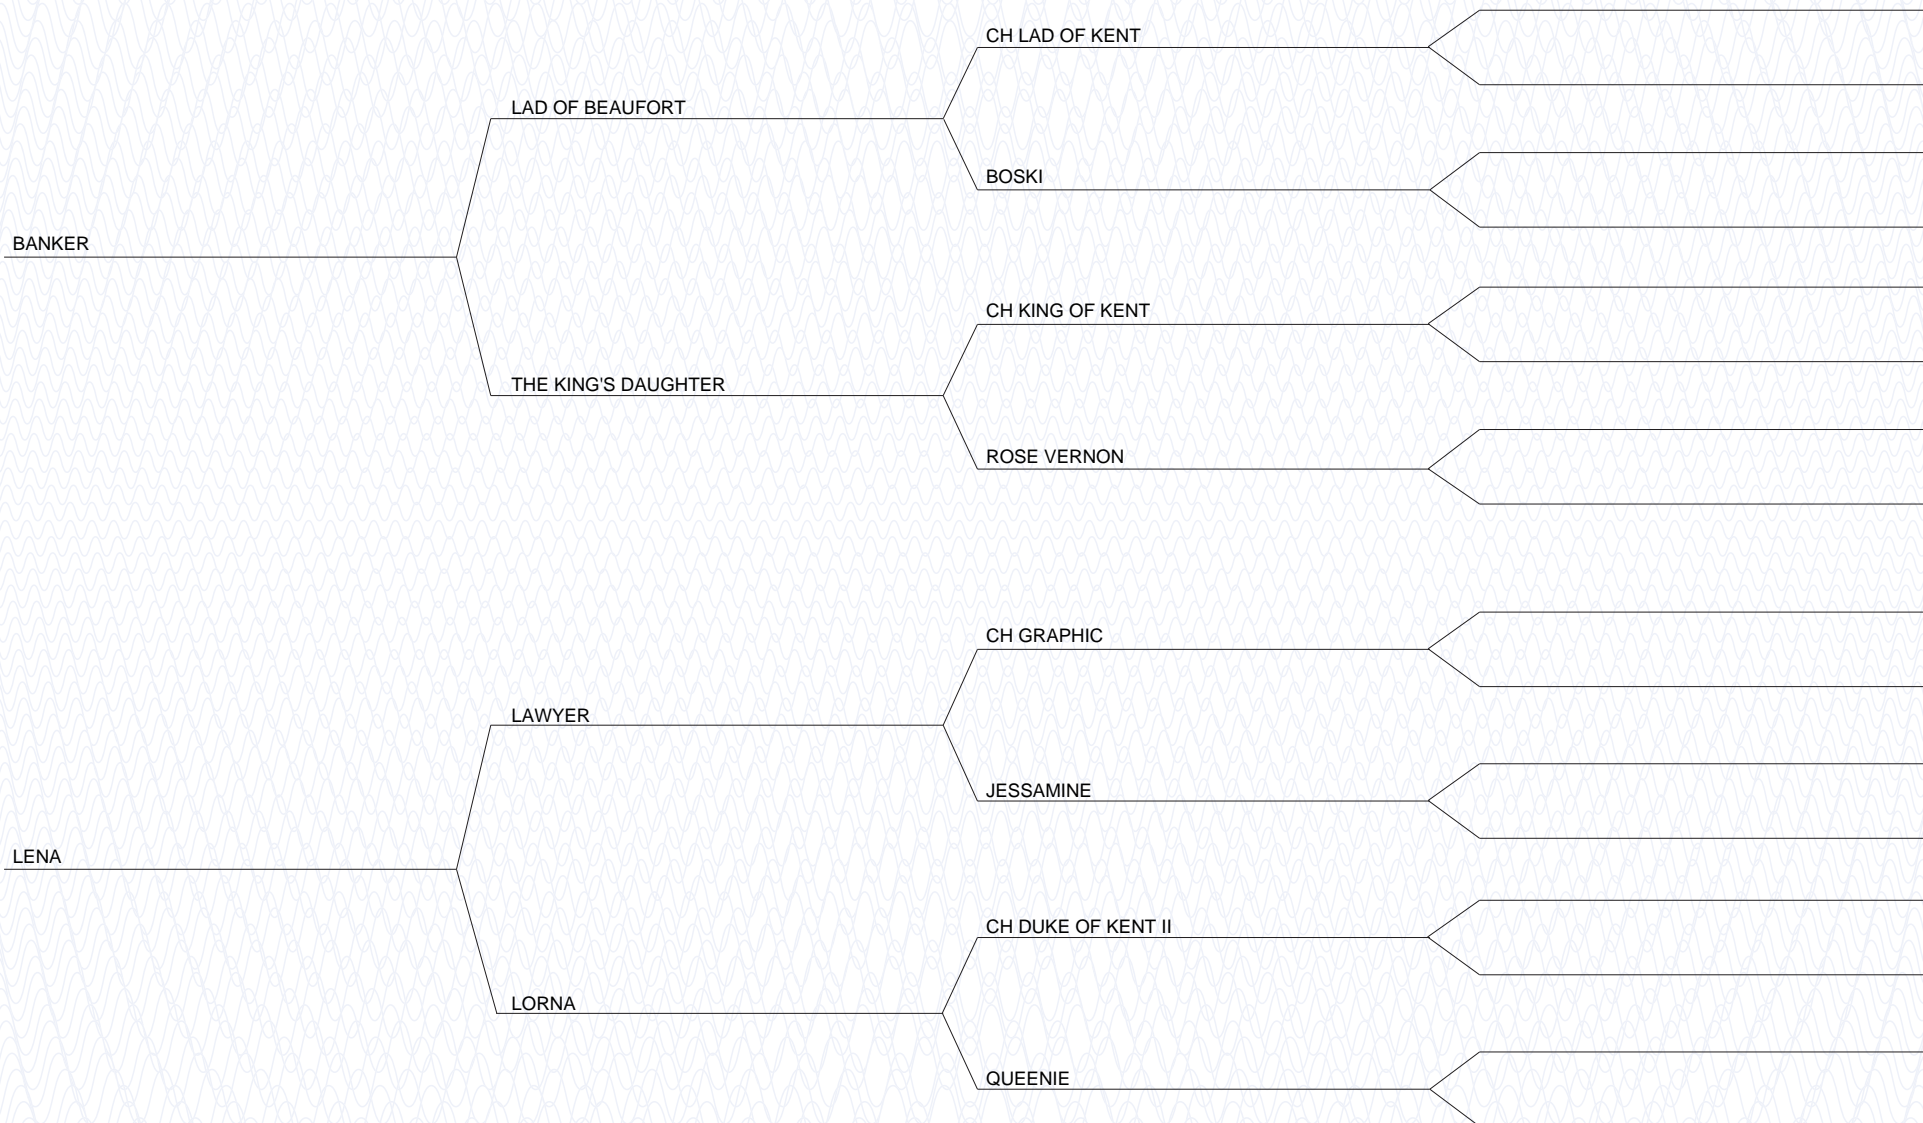 CH LAD OF KENT
LAD OF BEAUFORT
BOSKI
BANKER
CH KING OF KENT
THE KING'S DAUGHTER
ROSE VERNON
CH GRAPHIC
LAWYER
JESSAMINE
LENA
CH DUKE OF KENT II
LORNA
QUEENIE